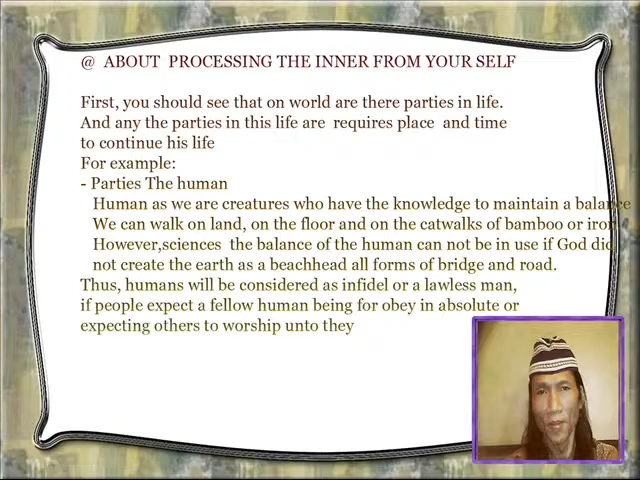 @ ABOUT PROCESSING THE INNER FROM YOUR SELF
First, you should see that on world are there parties in life.
And any the parties in this life are requires place and time
to continue his life
For example:
- Parties The human
Human as we are creatures who have the knowledge to maintain a balance
We can walk on land, on the floor and on the catwalks of bamboo or iron
However,sciences the balance of the human can not be in use if God did
not create the earth as a beachhead all forms of bridge and road.
Thus, humans will be considered as infidel or a lawless man,
if people expect a fellow human being for obey in absolute or
expecting others to worship unto they